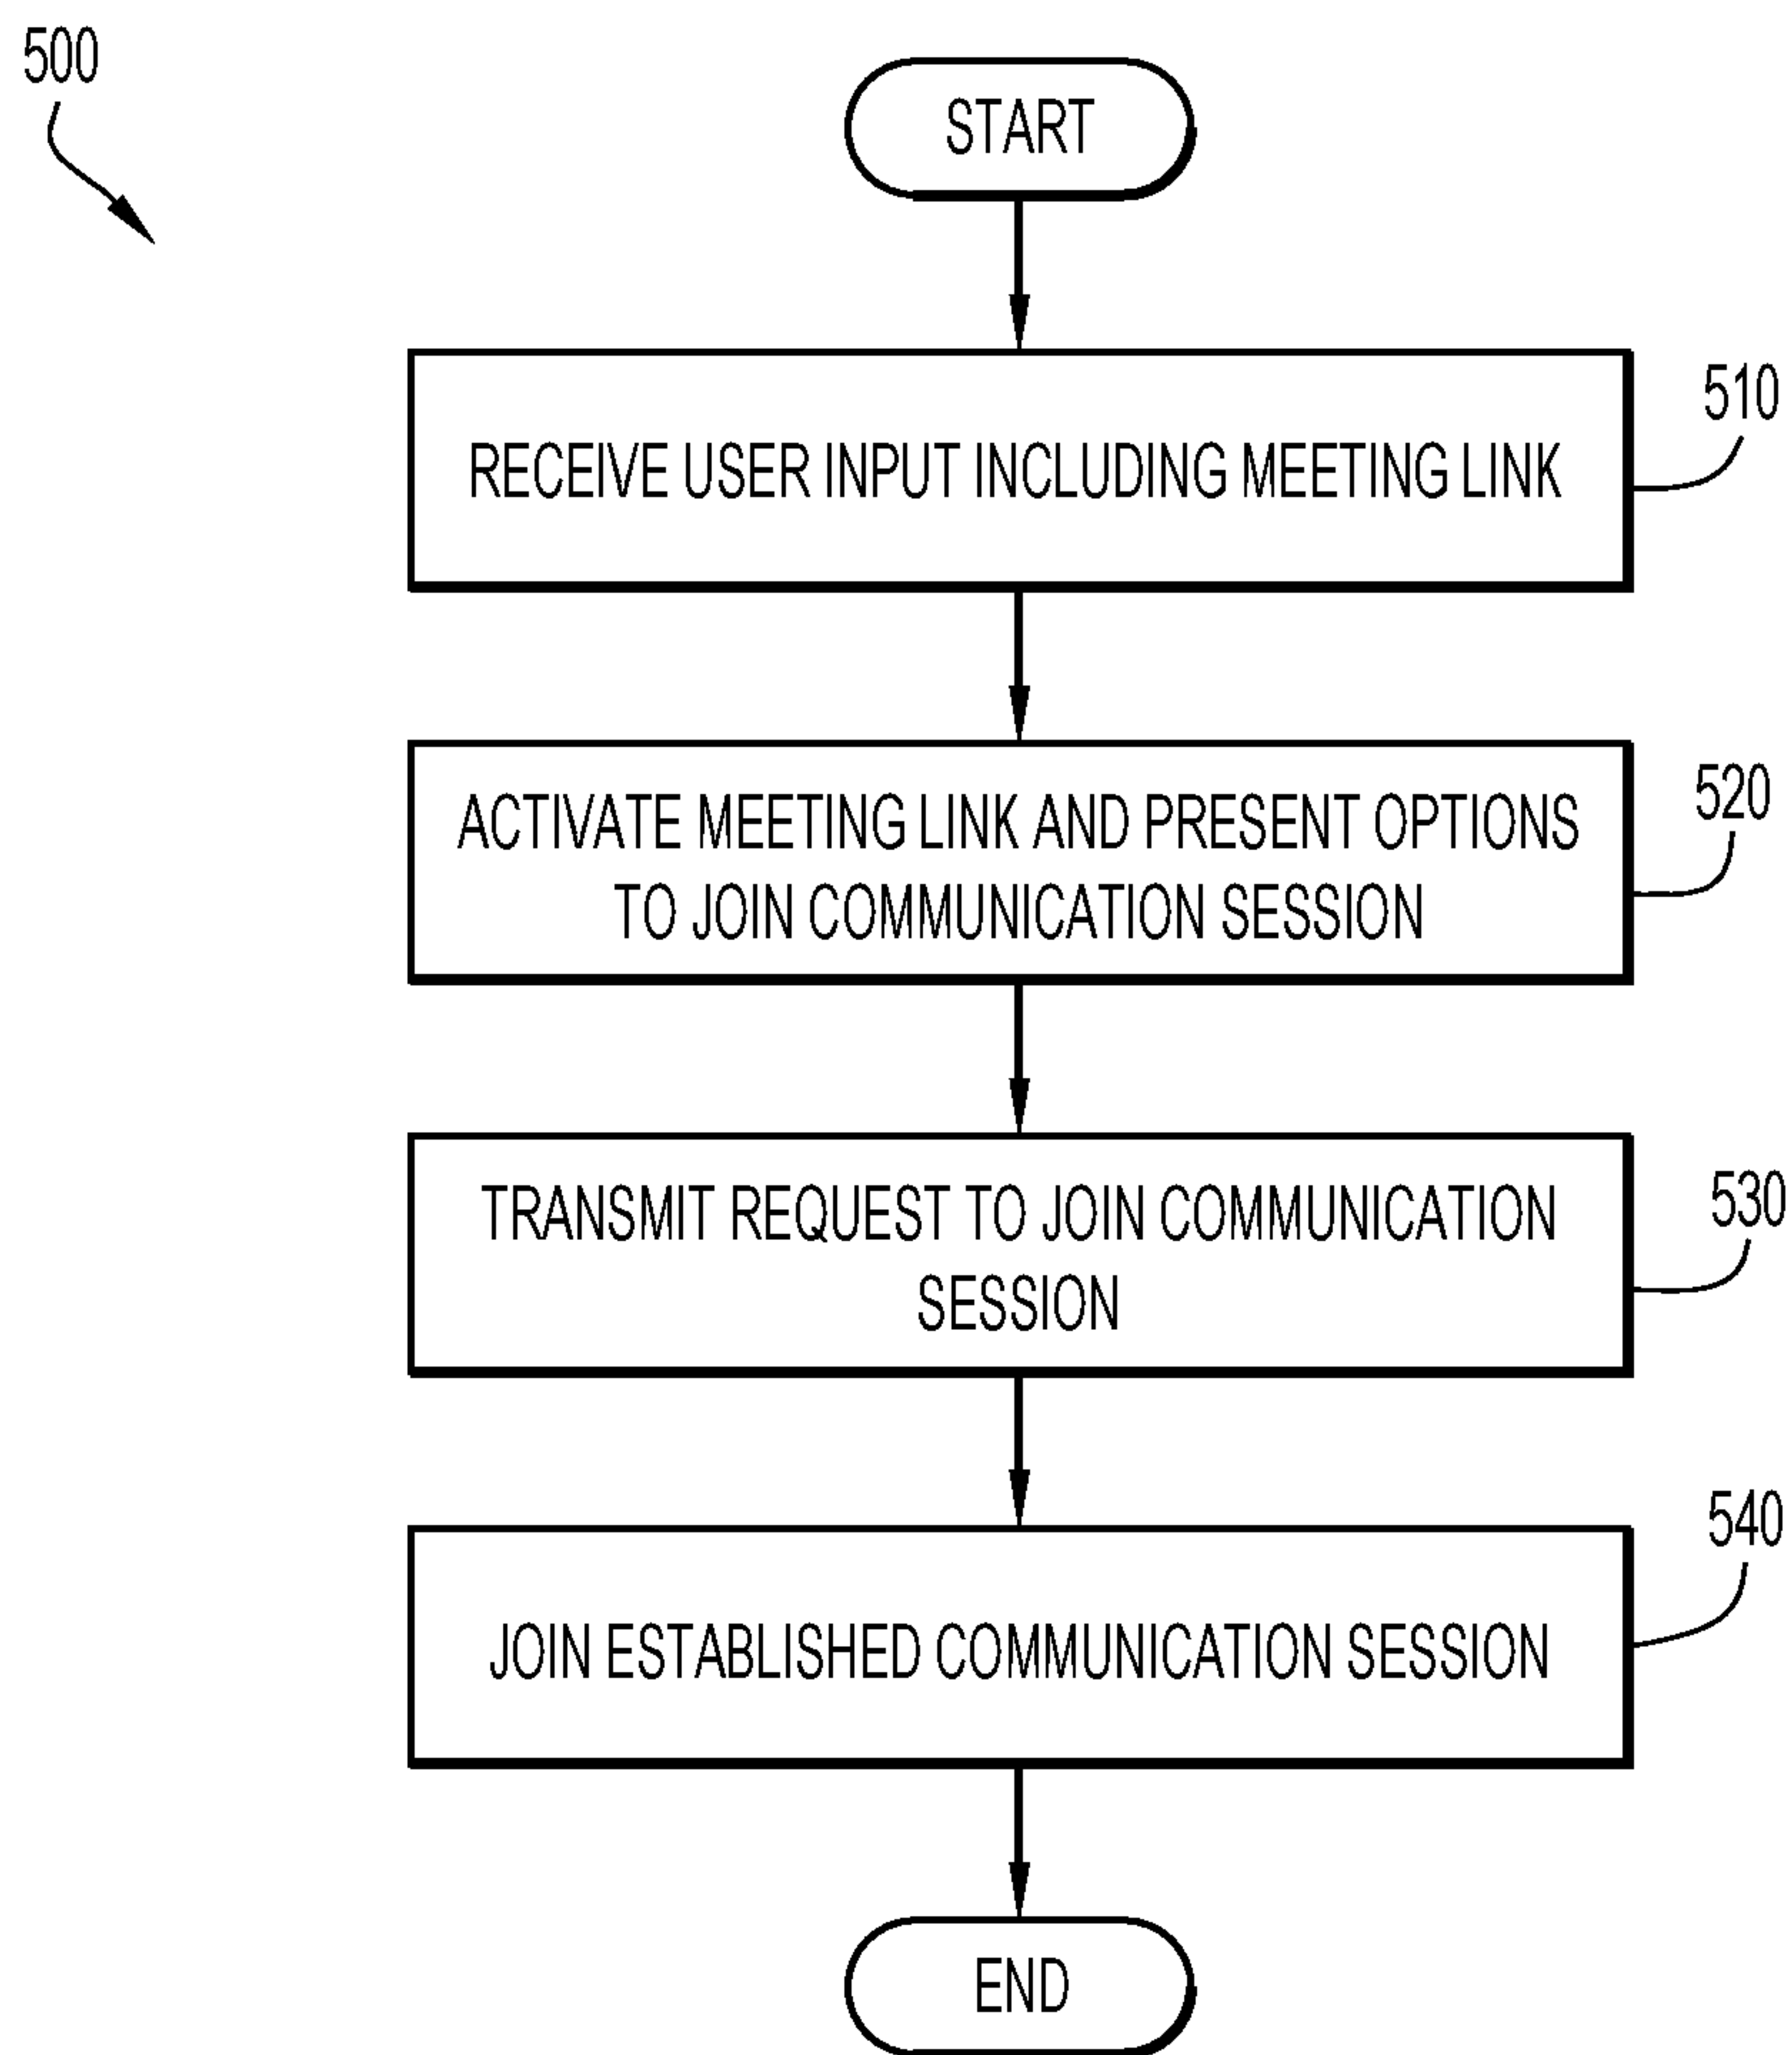 500
START
RECEIVE USER INPUT INCLUDING MEETING LINK
510
ACTIVATE MEETING LINK AND PRESENT OPTIONS
TO JOIN COMMUNICATION SESSION
520
TRANSMIT REQUEST TO JOIN COMMUNICATION
SESSION
530
JOIN ESTABLISHED COMMUNICATION SESSION
540
END